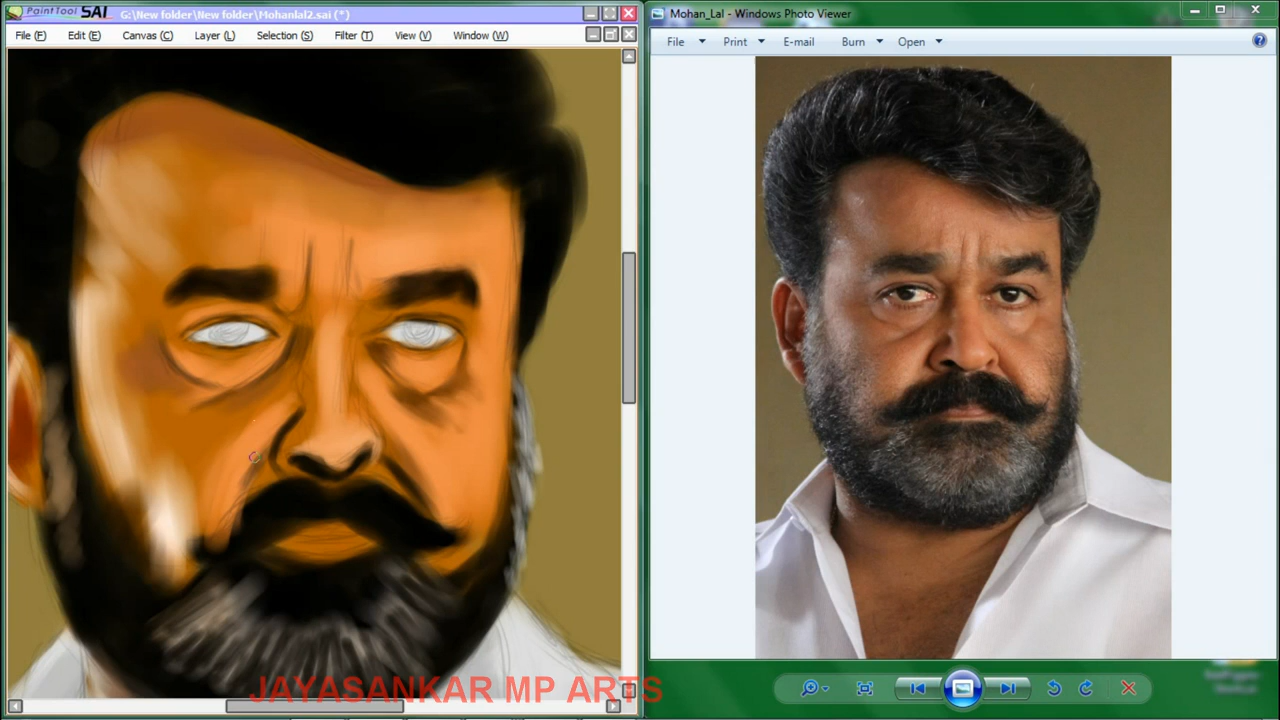 PaintTool SAI G:\New folder\New folder\Mohanlal2.sai (*)
File (F) Edit (E) Canvas (C) Layer (L) Selection (S) Filter (T) View (V) Window (W)
Mohan_Lal - Windows Photo Viewer
File Print E-mail Burn Open
JAYASANKAR MP ARTS